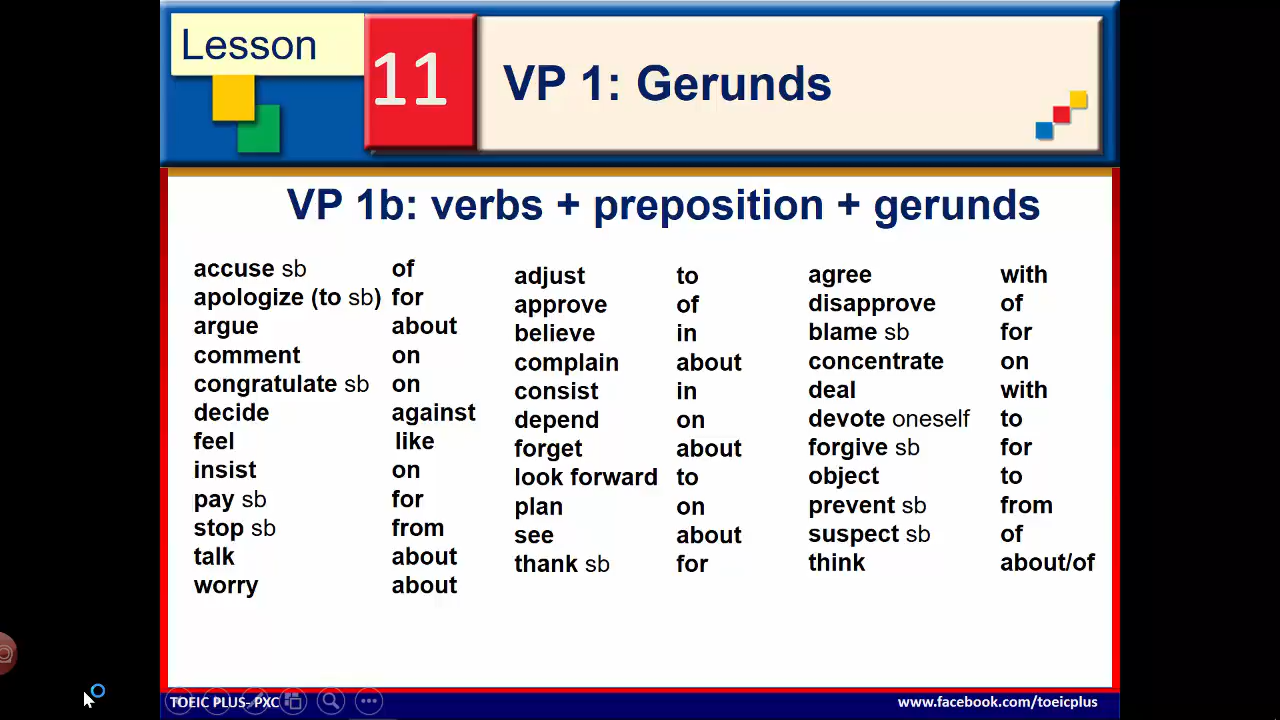 Lesson
11
VP 1: Gerunds
VP 1b: verbs + preposition + gerunds
accuse sb of
apologize (to sb) for
argue about
comment on
congratulate sb on
decide against
feel like
insist on
pay sb for
stop sb from
talk about
worry about
adjust to
approve of
believe in
complain about
consist in
depend on
forget about
look forward to
plan on
see about
thank sb for
agree with
disapprove of
blame sb for
concentrate on
deal with
devote oneself to
forgive sb for
object to
prevent sb from
suspect sb of
think about/of
TOEIC PLUS- PXC
www.facebook.com/toeicplus